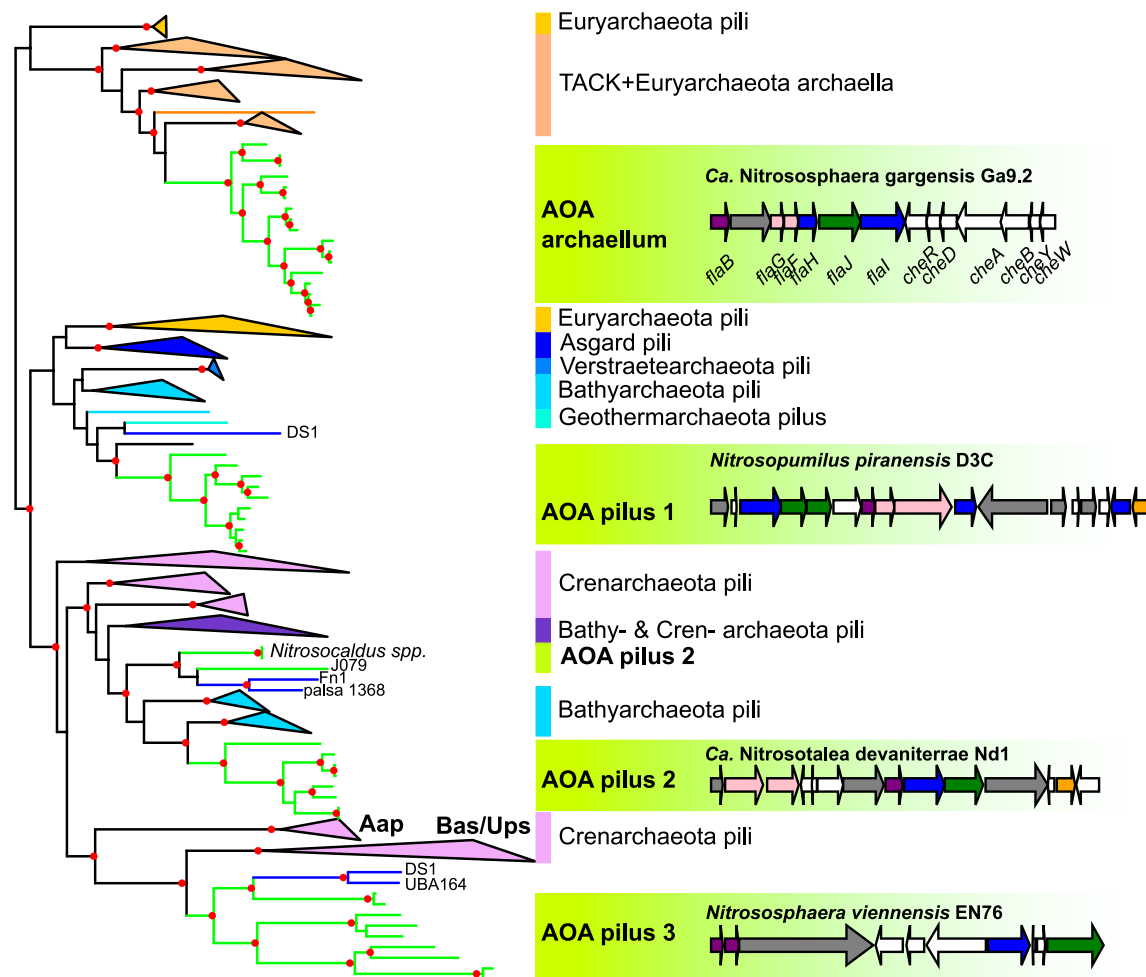 Euryarchaeota pili
TACK+Euryarchaeota archaella
Ca. Nitrososphaera gargensis Ga9.2
AOA
archaellum
flaB
flaG
flaF
flaH
flaJ
flaI
cheR
cheD
cheA
cheB
cheY
cheW
Euryarchaeota pili
Asgard pili
Verstraetearchaeota pili
Bathyarchaeota pili
Geothermarchaeota pilus
DS1
Nitrosopumilus piranensis D3C
AOA pilus 1
Crenarchaeota pili
Bathy- & Cren- archaeota pili
Nitrosocaldus spp.
AOA pilus 2
J079
Fn1
palsa 1368
Bathyarchaeota pili
Ca. Nitrosotalea devaniterrae Nd1
AOA pilus 2
Aap
Bas/Ups
Crenarchaeota pili
DS1
UBA164
Nitrososphaera viennensis EN76
AOA pilus 3